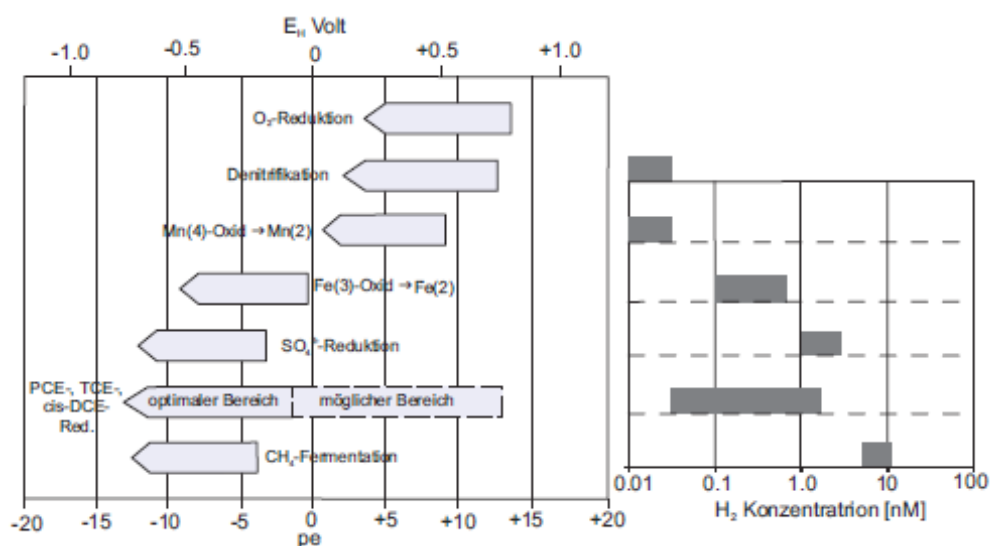 E_H Volt
-1.0 -0.5 0 +0.5 +1.0
O₂-Reduktion
Denitrifikation
Mn(4)-Oxid →Mn(2)
Fe(3)-Oxid →Fe(2)
-Reduktion
PCE-, TCE-,
cis-DCE-
Red.
optimaler Bereich
möglicher Bereich
CH₄-Fermentation
-20 -15 -10 -5 0 +5 +10 +15 +20
pe
0.01 0.1 1.0 10 100
H₂ Konzentratrion [nM]